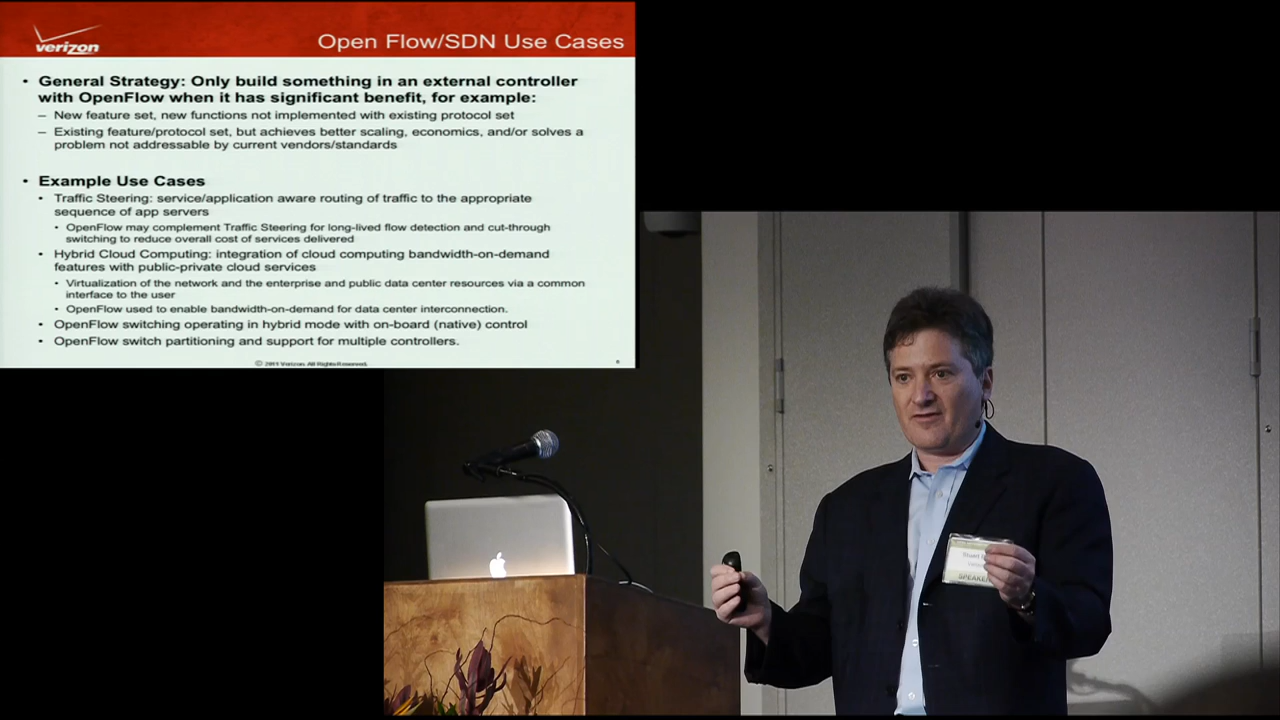 verizon
Open Flow/SDN Use Cases
• General Strategy: Only build something in an external controller
with OpenFlow when it has significant benefit, for example:
– New feature set, new functions not implemented with existing protocol set
– Existing feature/protocol set, but achieves better scaling, economics, and/or solves a
problem not addressable by current vendors/standards
• Example Use Cases
• Traffic Steering: service/application aware routing of traffic to the appropriate
sequence of app servers
• OpenFlow may complement Traffic Steering for long-lived flow detection and cut-through
switching to reduce overall cost of services delivered
• Hybrid Cloud Computing: integration of cloud computing bandwidth-on-demand
features with public-private cloud services
• Virtualization of the network and the enterprise and public data center resources via a common
interface to the user
• OpenFlow used to enable bandwidth-on-demand for data center interconnection.
• OpenFlow switching operating in hybrid mode with on-board (native) control
• OpenFlow switch partitioning and support for multiple controllers.
© 2011 Verizon. All Rights Reserved.
Stuart
SPEAKER